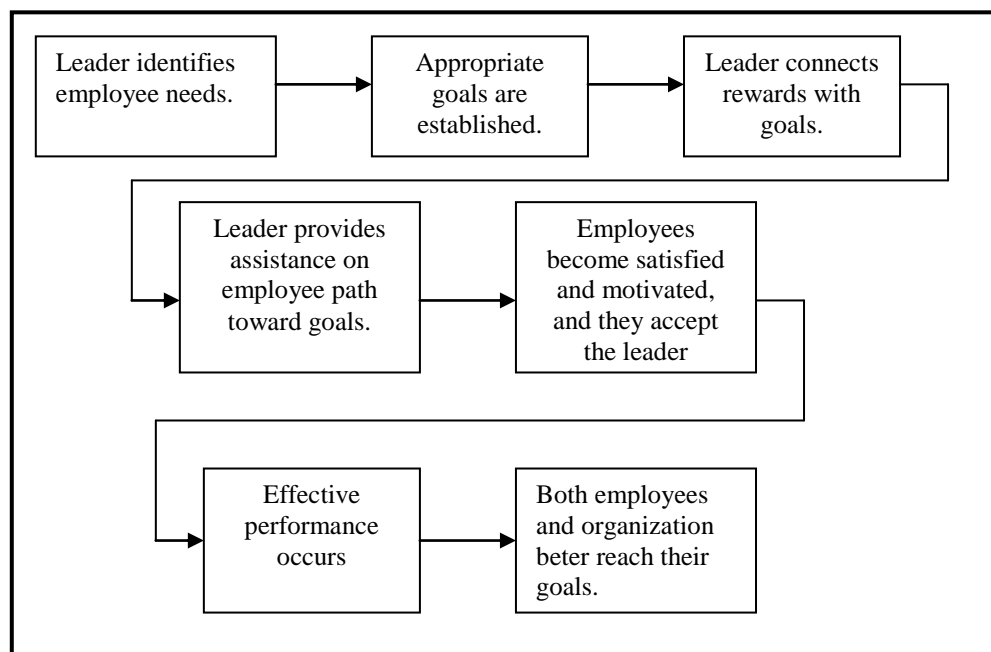 Leader identifies
employee needs.
Appropriate
goals are
established.
Leader connects
rewards with
goals.
Leader provides
assistance on
employee path
toward goals.
Employees
become satisfied
and motivated,
and they accept
the leader
Effective
performance
occurs
Both employees
and organization
beter reach their
goals.